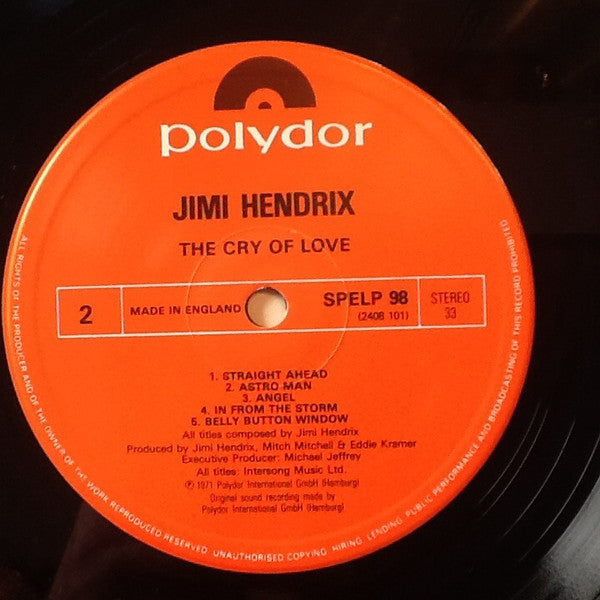 polydor
JIMI HENDRIX
THE CRY OF LOVE
2
MADE IN ENGLAND
SPELP 98
(2408 101)
STEREO
33
1. STRAIGHT AHEAD
2. ASTRO MAN
3. ANGEL
4. IN FROM THE STORM
5. BELLY BUTTON WINDOW
All titles composed by Jimi Hendrix
Produced by Jimi Hendrix, Mitch Mitchell & Eddie Kramer
Executive Producer: Michael Jeffrey
All titles: Intersong Music Ltd.
℗ 1971 Polydor International GmbH (Hamburg)
Original sound recording made by
Polydor International GmbH (Hamburg)
ALL RIGHTS OF THE PRODUCER AND OF THE OWNER OF THE WORK REPRODUCED RESERVED. UNAUTHORISED COPYING, HIRING, LENDING, PUBLIC PERFORMANCE AND BROADCASTING OF THIS RECORD PROHIBITED.